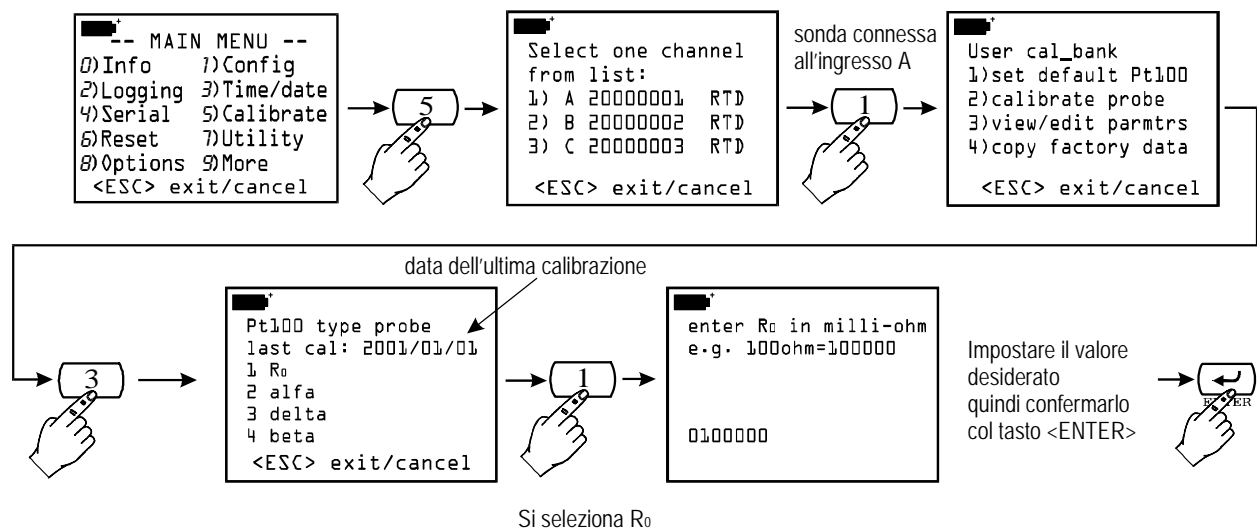 -- MAIN MENU --
0)Info 1)Config
2)Logging 3)Time/date
4)Serial 5)Calibrate
6)Reset 7)Utility
8)Options 9)More
<ESC> exit/cancel
5
Select one channel
from list:
1) A 20000001 RTD
2) B 20000002 RTD
3) C 20000003 RTD
<ESC> exit/cancel
sonda connessa
all'ingresso A
1
User cal_bank
1)set default Pt100
2)calibrate probe
3)view/edit parmtrs
4)copy factory data
<ESC> exit/cancel
3
data dell'ultima calibrazione
Pt100 type probe
last cal: 2001/01/01
1 R0
2 alfa
3 delta
4 beta
<ESC> exit/cancel
1
Si seleziona R0
enter R0 in milli-ohm
e.g. 100ohm=100000
0100000
Impostare il valore
desiderato
quindi confermarlo
col tasto <ENTER>
ENTER